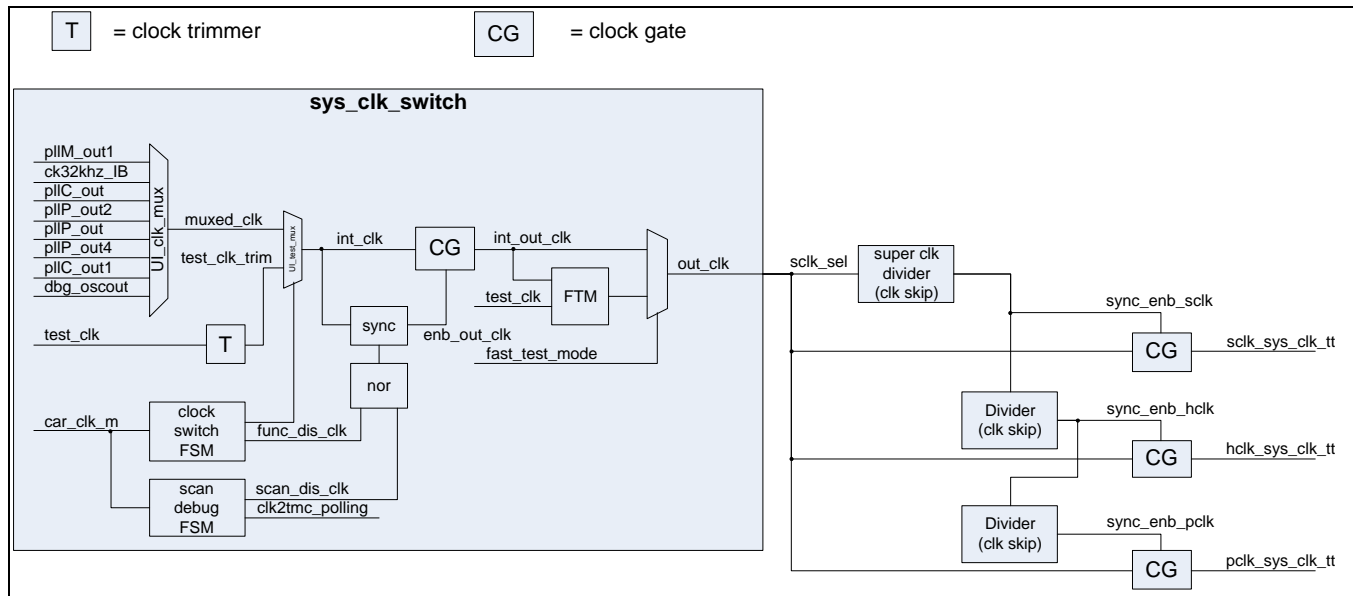 T = clock trimmer
CG = clock gate
sys_clk_switch
pllM_out1
ck32khz_IB
pllC_out
pllP_out2
pllP_out
pllP_out4
pllC_out1
dbg_oscout
UI_clk_mux
muxed_clk
test_clk_trim
UI_test_mux
test_clk
T
int_clk
CG
int_out_clk
test_clk
FTM
out_clk
sync
enb_out_clk
fast_test_mode
nor
car_clk_m
clock
switch
FSM
func_dis_clk
scan
debug
FSM
scan_dis_clk
clk2tmc_polling
sclk_sel
super clk
divider
(clk skip)
sync_enb_sclk
CG
sclk_sys_clk_tt
Divider
(clk skip)
sync_enb_hclk
CG
hclk_sys_clk_tt
Divider
(clk skip)
sync_enb_pclk
CG
pclk_sys_clk_tt